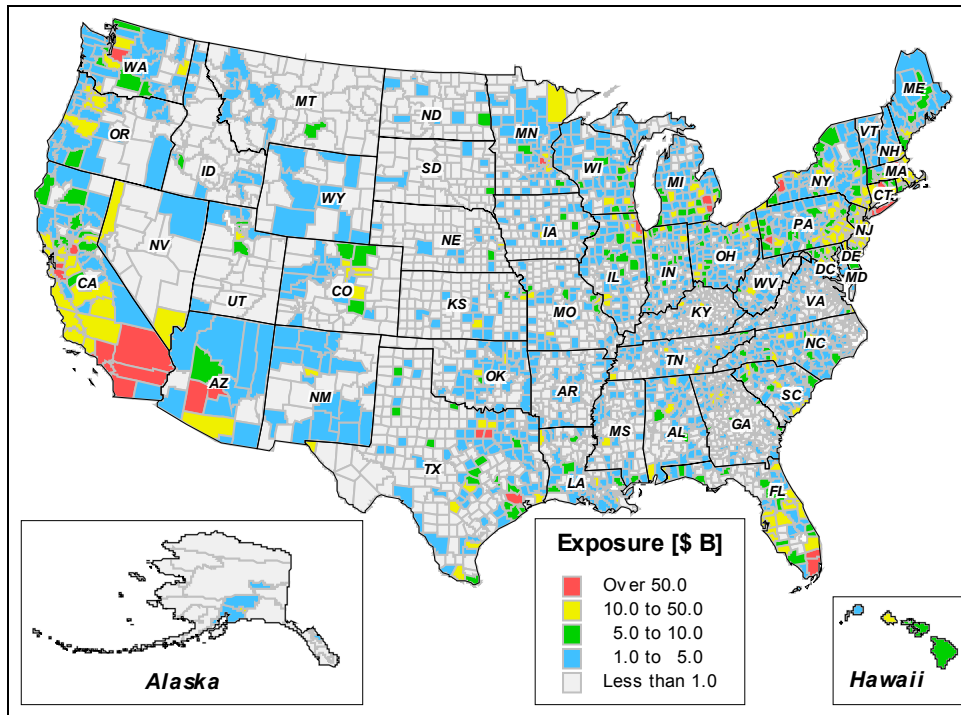 WA
MT
ND
MN
ME
OR
ID
SD
WI
MI
VT
NH
NY
MA
CT
WY
IA
PA
NJ
NV
NE
IL
IN
OH
DE
MD
DC
CA
UT
CO
KS
MO
WV
VA
KY
AZ
NM
OK
AR
TN
NC
SC
TX
LA
MS
AL
GA
FL
Alaska
Exposure [$ B]
Over 50.0
10.0 to 50.0
5.0 to 10.0
1.0 to 5.0
Less than 1.0
Hawaii